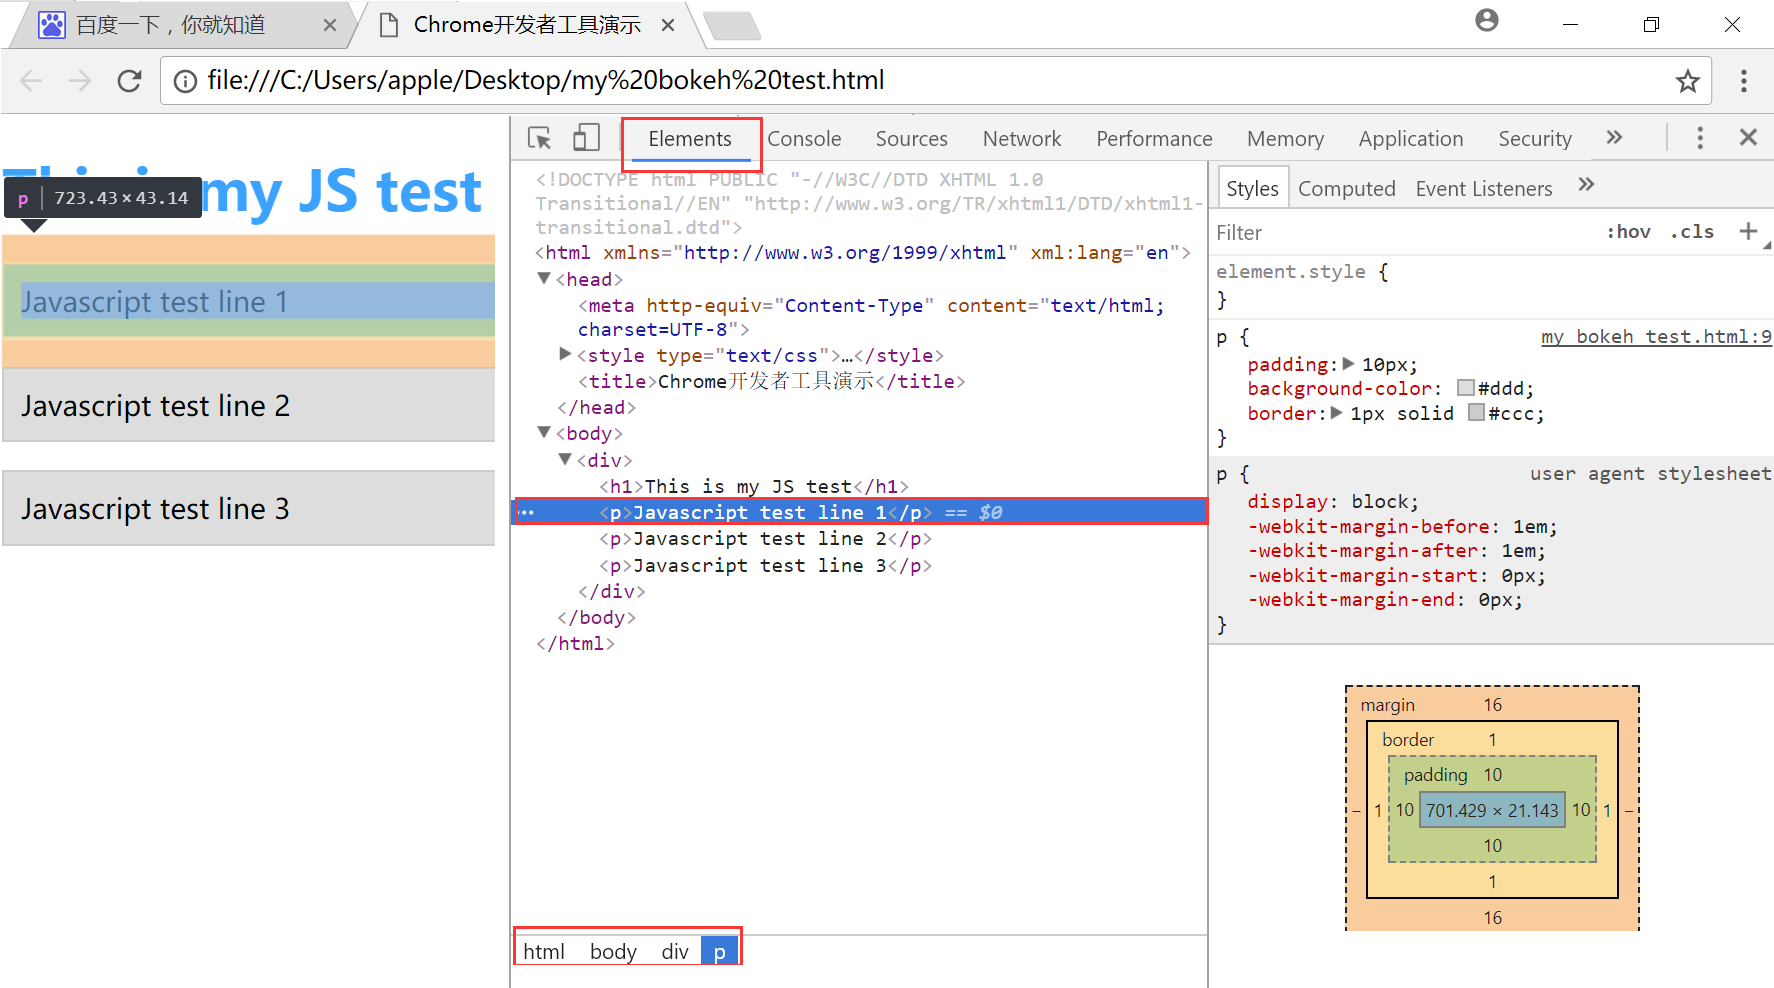 百度一下，你就知道
Chrome开发者工具演示
file:///C:/Users/apple/Desktop/my%20bokeh%20test.html
my JS test
p 723.43×43.14
Javascript test line 1
Javascript test line 2
Javascript test line 3
Elements Console Sources Network Performance Memory Application Security »
<!DOCTYPE html PUBLIC "-//W3C//DTD XHTML 1.0
Transitional//EN" "http://www.w3.org/TR/xhtml1/DTD/xhtml1-
transitional.dtd">
<html xmlns="http://www.w3.org/1999/xhtml" xml:lang="en">
▼<head>
<meta http-equiv="Content-Type" content="text/html;
charset=UTF-8">
▶<style type="text/css">…</style>
<title>Chrome开发者工具演示</title>
</head>
▼<body>
▼<div>
<h1>This is my JS test</h1>
…<p>Javascript test line 1</p> == $0
<p>Javascript test line 2</p>
<p>Javascript test line 3</p>
</div>
</body>
</html>
html body div p
Styles Computed Event Listeners »
Filter :hov .cls +
element.style {
}
p { my bokeh test.html:9
padding:▶ 10px;
background-color: #ddd;
border:▶ 1px solid #ccc;
}
p { user agent stylesheet
display: block;
-webkit-margin-before: 1em;
-webkit-margin-after: 1em;
-webkit-margin-start: 0px;
-webkit-margin-end: 0px;
}
margin 16
border 1
padding 10
– 1 10 701.429 × 21.143 10 1 –
10
1
16